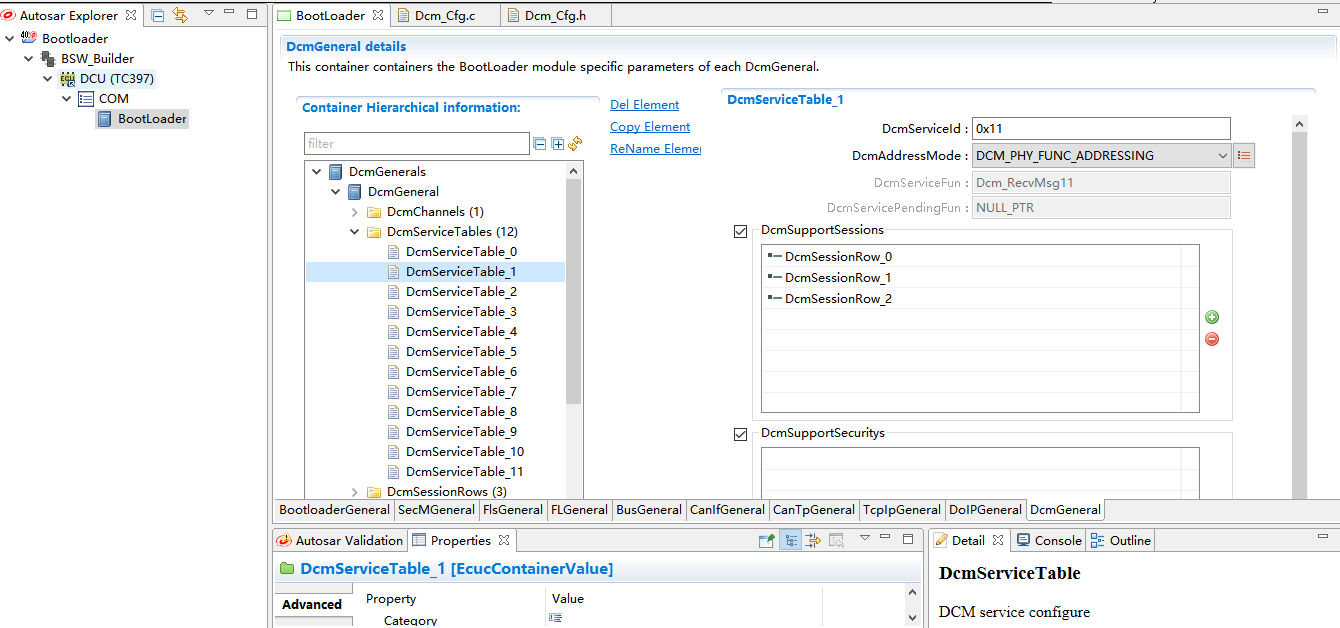 Autosar Explorer
BootLoader
Dcm_Cfg.c
Dcm_Cfg.h
Bootloader
BSW_Builder
DCU (TC397)
COM
BootLoader
DcmGeneral details
This container containers the BootLoader module specific parameters of each DcmGeneral.
Container Hierarchical information:
filter
Del Element
Copy Element
ReName Elemer
DcmGenerals
DcmGeneral
DcmChannels (1)
DcmServiceTables (12)
DcmServiceTable_0
DcmServiceTable_1
DcmServiceTable_2
DcmServiceTable_3
DcmServiceTable_4
DcmServiceTable_5
DcmServiceTable_6
DcmServiceTable_7
DcmServiceTable_8
DcmServiceTable_9
DcmServiceTable_10
DcmServiceTable_11
DcmSessionRows (3)
DcmServiceTable_1
DcmServiceId : 0x11
DcmAddressMode : DCM_PHY_FUNC_ADDRESSING
DcmServiceFun : Dcm_RecvMsg11
DcmServicePendingFun : NULL_PTR
DcmSupportSessions
DcmSessionRow_0
DcmSessionRow_1
DcmSessionRow_2
DcmSupportSecuritys
BootloaderGeneral SecMGeneral FlsGeneral FLGeneral BusGeneral CanIfGeneral CanTpGeneral TcpIpGeneral DoIPGeneral DcmGeneral
Autosar Validation Properties
DcmServiceTable_1 [EcucContainerValue]
Advanced
Property Value
Category
Detail Console Outline
DcmServiceTable
DCM service configure